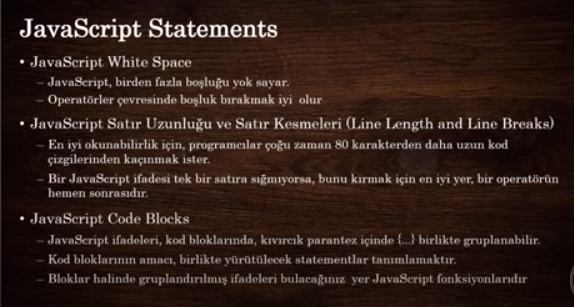 JavaScript Statements
• JavaScript White Space
– JavaScript, birden fazla boşluğu yok sayar.
– Operatörler çevresinde boşluk bırakmak iyi olur
• JavaScript Satır Uzunluğu ve Satır Kesmeleri (Line Length and Line Breaks)
– En iyi okunabilirlik için, programcılar çoğu zaman 80 karakterden daha uzun kod
çizgilerinden kaçınmak ister.
– Bir JavaScript ifadesi tek bir satıra sığmıyorsa, bunu kırmak için en iyi yer, bir operatörün
hemen sonrasıdır.
• JavaScript Code Blocks
– JavaScript ifadeleri, kod bloklarında, kıvırcık parantez içinde {...} birlikte gruplanabilir.
– Kod bloklarının amacı, birlikte yürütülecek statementlar tanımlamaktır.
– Bloklar halinde gruplandırılmış ifadeleri bulacağınız yer JavaScript fonksiyonlarıdır